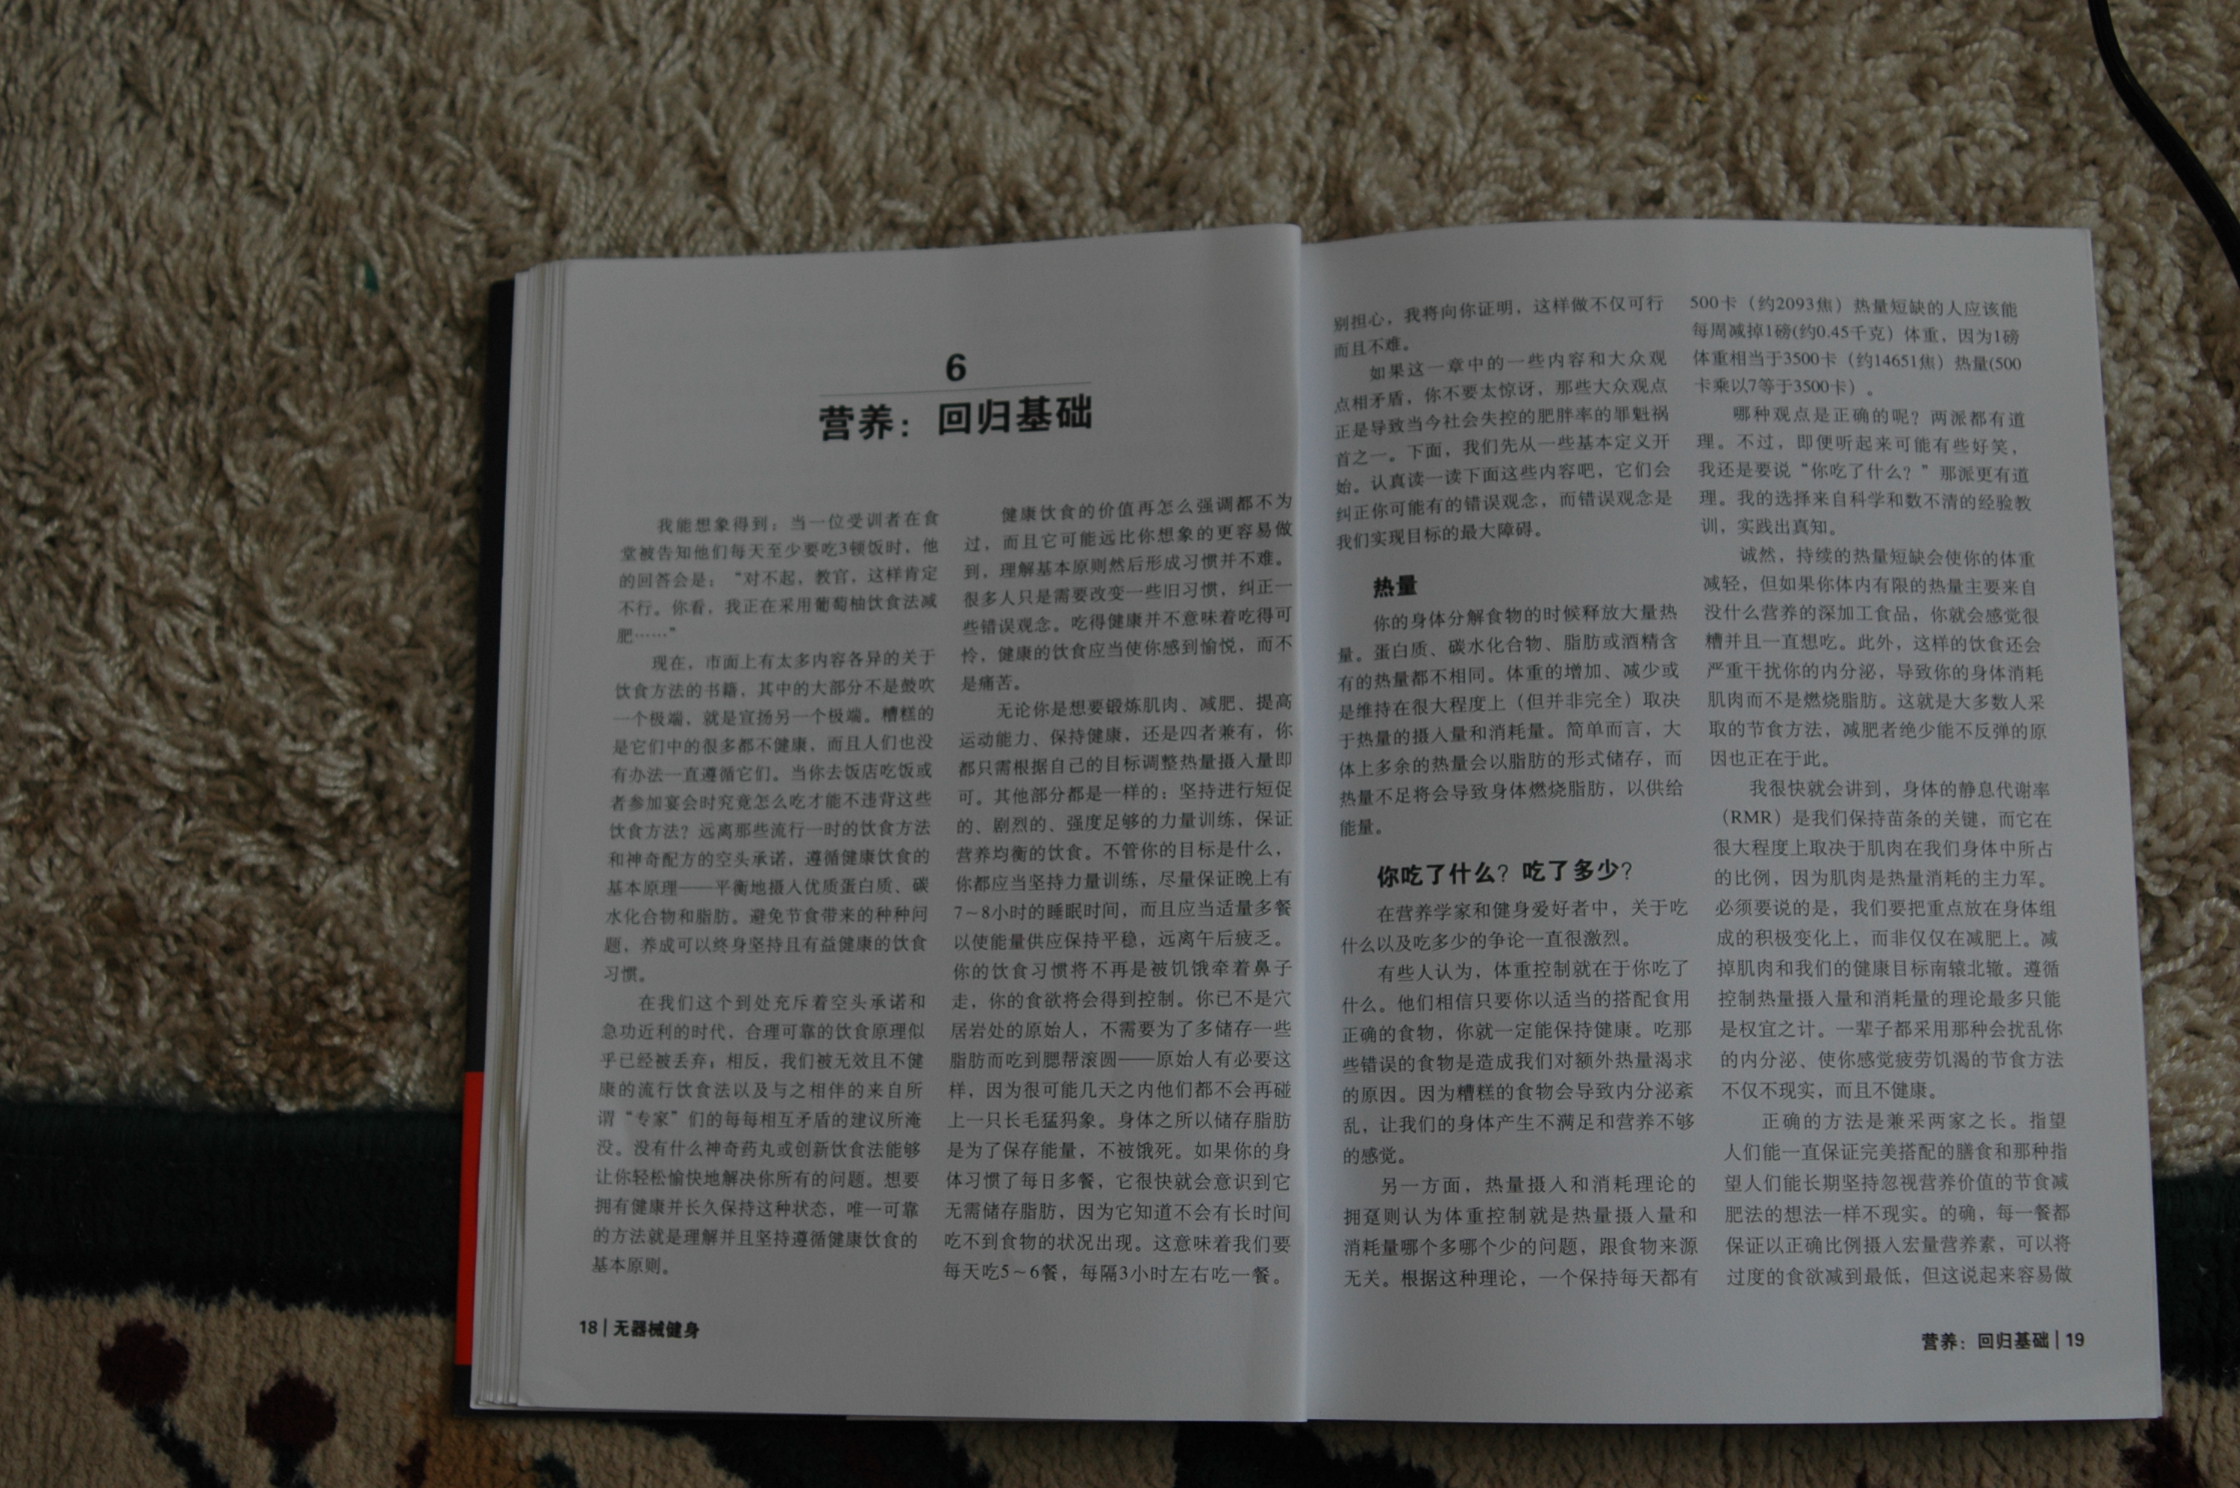 6
营养：回归基础
我能想象得到：当一位受训者在食
堂被告知他们每天至少要吃3顿饭时，他
的回答会是：“对不起，教官，这样肯定
不行。你看，我正在采用葡萄柚饮食法减
肥……”
现在，市面上有太多内容各异的关于
饮食方法的书籍，其中的大部分不是鼓吹
一个极端，就是宣扬另一个极端。糟糕的
是它们中的很多都不健康，而且人们也没
有办法一直遵循它们。当你去饭店吃饭或
者参加宴会时究竟怎么吃才能不违背这些
饮食方法？远离那些流行一时的饮食方法
和神奇配方的空头承诺，遵循健康饮食的
基本原理——平衡地摄入优质蛋白质、碳
水化合物和脂肪。避免节食带来的种种问
题，养成可以终身坚持且有益健康的饮食
习惯。
在我们这个到处充斥着空头承诺和
急功近利的时代，合理可靠的饮食原理似
乎已经被丢弃；相反，我们被无效且不健
康的流行饮食法以及与之相伴的来自所
谓“专家”们的每每相互矛盾的建议所淹
没。没有什么神奇药丸或创新饮食法能够
让你轻松愉快地解决你所有的问题。想要
拥有健康并长久保持这种状态，唯一可靠
的方法就是理解并且坚持遵循健康饮食的
基本原则。
健康饮食的价值再怎么强调都不为
过，而且它可能远比你想象的更容易做
到，理解基本原则然后形成习惯并不难。
很多人只是需要改变一些旧习惯，纠正一
些错误观念。吃得健康并不意味着吃得可
怜，健康的饮食应当使你感到愉悦，而不
是痛苦。
无论你是想要锻炼肌肉、减肥、提高
运动能力、保持健康，还是四者兼有，你
都只需根据自己的目标调整热量摄入量即
可。其他部分都是一样的：坚持进行短促
的、剧烈的、强度足够的力量训练，保证
营养均衡的饮食。不管你的目标是什么，
你都应当坚持力量训练，尽量保证晚上有
7～8小时的睡眠时间，而且应当适量多餐
以使能量供应保持平稳，远离午后疲乏。
你的饮食习惯将不再是被饥饿牵着鼻子
走，你的食欲将会得到控制。你已不是穴
居岩处的原始人，不需要为了多储存一些
脂肪而吃到腮帮滚圆——原始人有必要这
样，因为很可能几天之内他们都不会再碰
上一只长毛猛犸象。身体之所以储存脂肪
是为了保存能量，不被饿死。如果你的身
体习惯了每日多餐，它很快就会意识到它
无需储存脂肪，因为它知道不会有长时间
吃不到食物的状况出现。这意味着我们要
每天吃5～6餐，每隔3小时左右吃一餐。
18|无器械健身
别担心，我将向你证明，这样做不仅可行
而且不难。
如果这一章中的一些内容和大众观
点相矛盾，你不要太惊讶，那些大众观点
正是导致当今社会失控的肥胖率的罪魁祸
首之一。下面，我们先从一些基本定义开
始。认真读一读下面这些内容吧，它们会
纠正你可能有的错误观念，而错误观念是
我们实现目标的最大障碍。
热量
你的身体分解食物的时候释放大量热
量。蛋白质、碳水化合物、脂肪或酒精含
有的热量都不相同。体重的增加、减少或
是维持在很大程度上（但并非完全）取决
于热量的摄入量和消耗量。简单而言，大
体上多余的热量会以脂肪的形式储存，而
热量不足将会导致身体燃烧脂肪，以供给
能量。
你吃了什么？吃了多少？
在营养学家和健身爱好者中，关于吃
什么以及吃多少的争论一直很激烈。
有些人认为，体重控制就在于你吃了
什么。他们相信只要你以适当的搭配食用
正确的食物，你就一定能保持健康。吃那
些错误的食物是造成我们对额外热量渴求
的原因。因为糟糕的食物会导致内分泌紊
乱，让我们的身体产生不满足和营养不够
的感觉。
另一方面，热量摄入和消耗理论的
拥趸则认为体重控制就是热量摄入量和
消耗量哪个多哪个少的问题，跟食物来源
无关。根据这种理论，一个保持每天都有
500卡（约2093焦）热量短缺的人应该能
每周减掉1磅(约0.45千克）体重，因为1磅
体重相当于3500卡（约14651焦）热量(500
卡乘以7等于3500卡）。
哪种观点是正确的呢？两派都有道
理。不过，即便听起来可能有些好笑，
我还是要说“你吃了什么？”那派更有道
理。我的选择来自科学和数不清的经验教
训，实践出真知。
诚然，持续的热量短缺会使你的体重
减轻，但如果你体内有限的热量主要来自
没什么营养的深加工食品，你就会感觉很
糟并且一直想吃。此外，这样的饮食还会
严重干扰你的内分泌，导致你的身体消耗
肌肉而不是燃烧脂肪。这就是大多数人采
取的节食方法，减肥者绝少能不反弹的原
因也正在于此。
我很快就会讲到，身体的静息代谢率
（RMR）是我们保持苗条的关键，而它在
很大程度上取决于肌肉在我们身体中所占
的比例，因为肌肉是热量消耗的主力军。
必须要说的是，我们要把重点放在身体组
成的积极变化上，而非仅仅在减肥上。减
掉肌肉和我们的健康目标南辕北辙。遵循
控制热量摄入量和消耗量的理论最多只能
是权宜之计。一辈子都采用那种会扰乱你
的内分泌、使你感觉疲劳饥渴的节食方法
不仅不现实，而且不健康。
正确的方法是兼采两家之长。指望
人们能一直保证完美搭配的膳食和那种指
望人们能长期坚持忽视营养价值的节食减
肥法的想法一样不现实。的确，每一餐都
保证以正确比例摄入宏量营养素，可以将
过度的食欲减到最低，但这说起来容易做
营养：回归基础|19